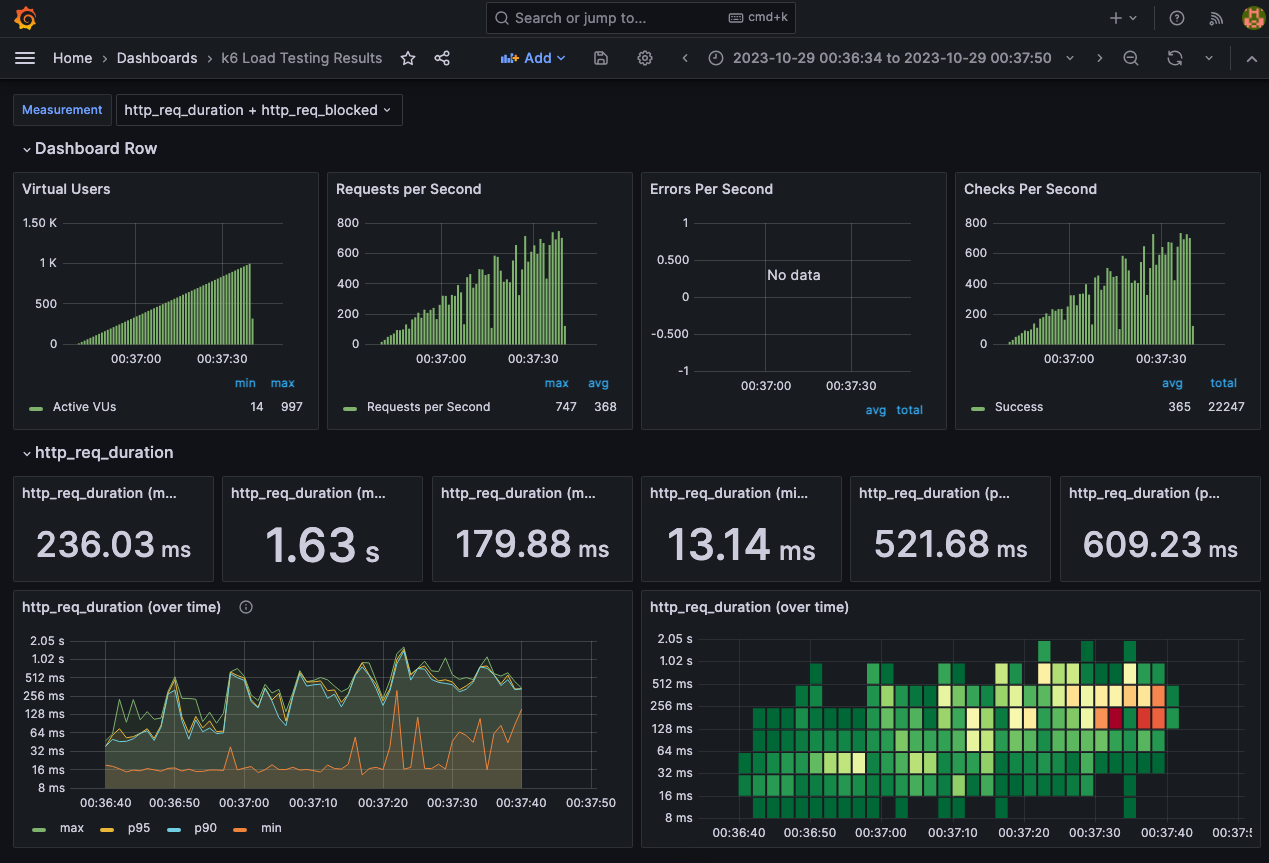 Search or jump to... cmd+k
Home › Dashboards › k6 Load Testing Results Add 2023-10-29 00:36:34 to 2023-10-29 00:37:50
Measurement http_req_duration + http_req_blocked
Dashboard Row
Virtual Users
1.50 K
1 K
500
0
00:37:00 00:37:30
min max
Active VUs 14 997
Requests per Second
800
600
400
200
0
00:37:00 00:37:30
max avg
Requests per Second 747 368
Errors Per Second
1
0.500
0
-0.500
-1
No data
00:37:00 00:37:30
avg total
Checks Per Second
800
600
400
200
0
00:37:00 00:37:30
avg total
Success 365 22247
http_req_duration
http_req_duration (m...
236.03 ms
http_req_duration (m...
1.63 s
http_req_duration (m...
179.88 ms
http_req_duration (mi...
13.14 ms
http_req_duration (p...
521.68 ms
http_req_duration (p...
609.23 ms
http_req_duration (over time)
2.05 s
1.02 s
512 ms
256 ms
128 ms
64 ms
32 ms
16 ms
8 ms
00:36:40 00:36:50 00:37:00 00:37:10 00:37:20 00:37:30 00:37:40 00:37:50
max p95 p90 min
http_req_duration (over time)
2.05 s
1.02 s
512 ms
256 ms
128 ms
64 ms
32 ms
16 ms
8 ms
00:36:40 00:36:50 00:37:00 00:37:10 00:37:20 00:37:30 00:37:40 00:37:5